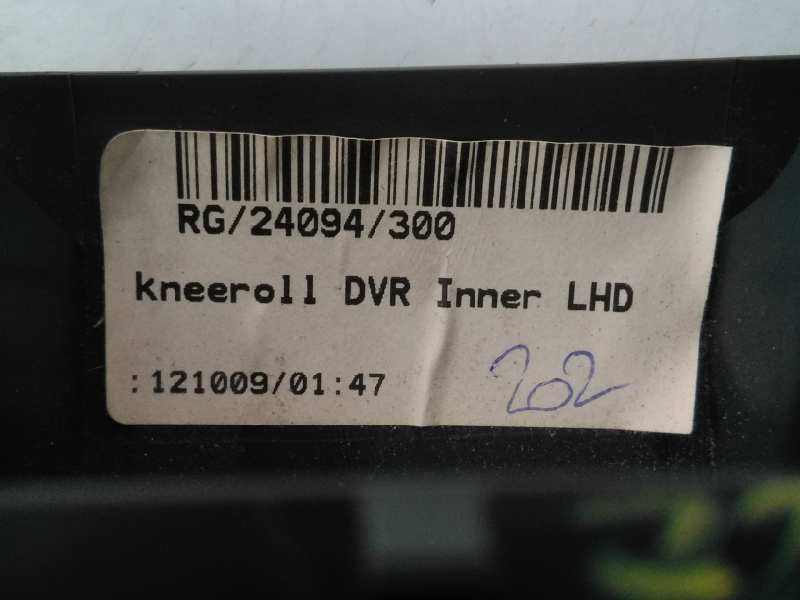 RG/24094/300
kneeroll DVR Inner LHD
:121009/01:47
202